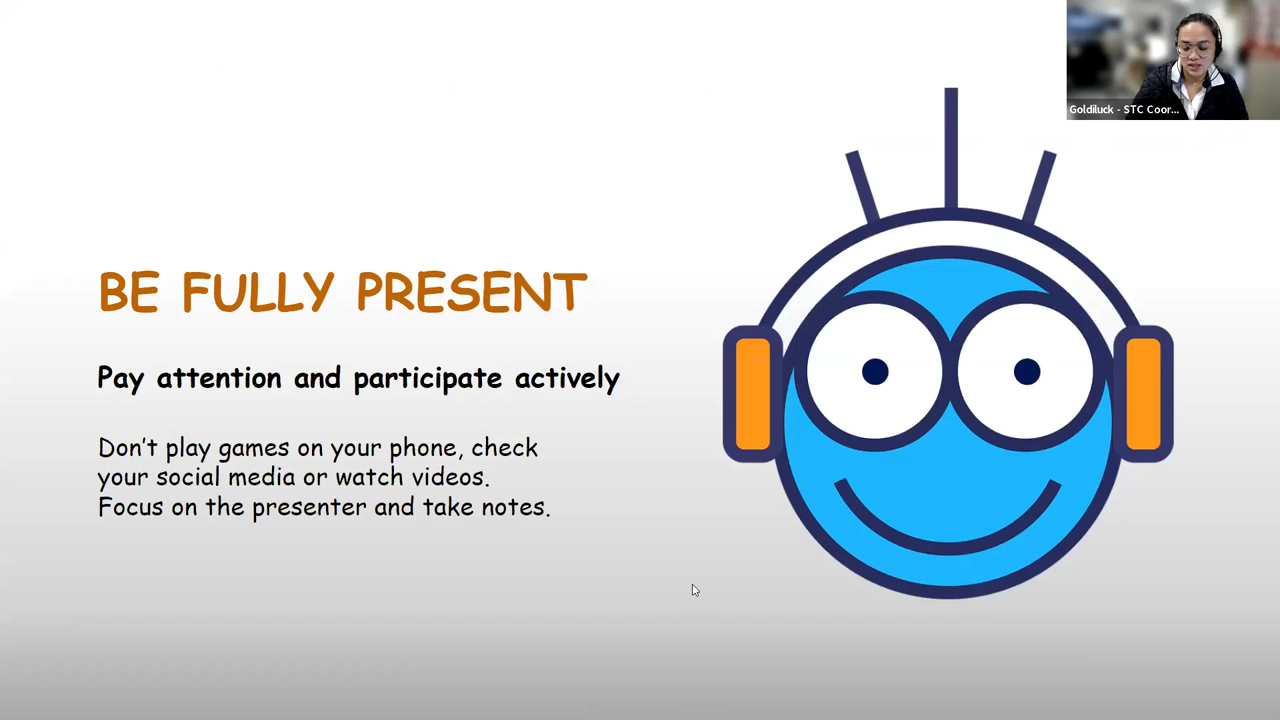 Goldiluck - STC Coor...
BE FULLY PRESENT
Pay attention and participate actively
Don't play games on your phone, check
your social media or watch videos.
Focus on the presenter and take notes.